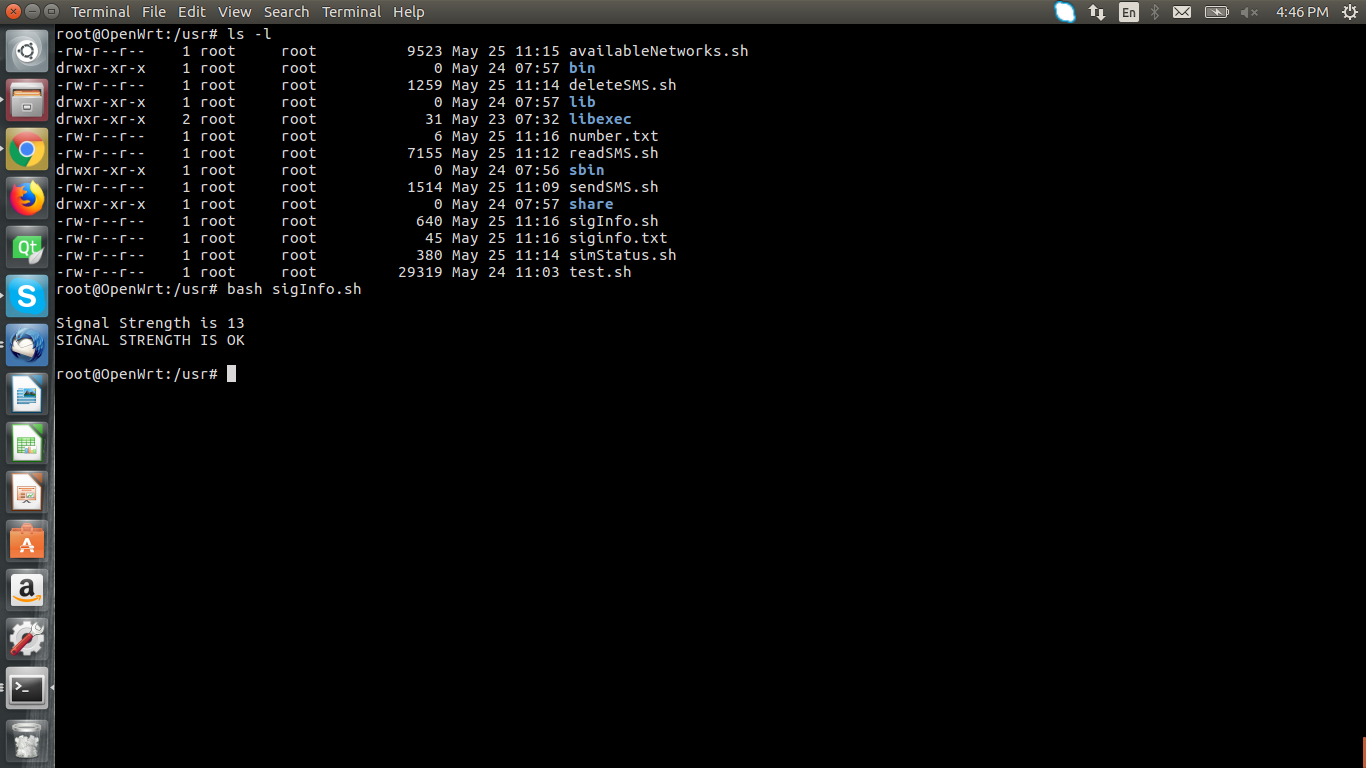 Terminal File Edit View Search Terminal Help En 4:46 PM
root@OpenWrt:/usr# ls -l
-rw-r--r-- 1 root root 9523 May 25 11:15 availableNetworks.sh
drwxr-xr-x 1 root root 0 May 24 07:57 bin
-rw-r--r-- 1 root root 1259 May 25 11:14 deleteSMS.sh
drwxr-xr-x 1 root root 0 May 24 07:57 lib
drwxr-xr-x 2 root root 31 May 23 07:32 libexec
-rw-r--r-- 1 root root 6 May 25 11:16 number.txt
-rw-r--r-- 1 root root 7155 May 25 11:12 readSMS.sh
drwxr-xr-x 1 root root 0 May 24 07:56 sbin
-rw-r--r-- 1 root root 1514 May 25 11:09 sendSMS.sh
drwxr-xr-x 1 root root 0 May 24 07:57 share
-rw-r--r-- 1 root root 640 May 25 11:16 sigInfo.sh
-rw-r--r-- 1 root root 45 May 25 11:16 siginfo.txt
-rw-r--r-- 1 root root 380 May 25 11:14 simStatus.sh
-rw-r--r-- 1 root root 29319 May 24 11:03 test.sh
root@OpenWrt:/usr# bash sigInfo.sh
Signal Strength is 13
SIGNAL STRENGTH IS OK
root@OpenWrt:/usr#
Qt
S
A
a
>_